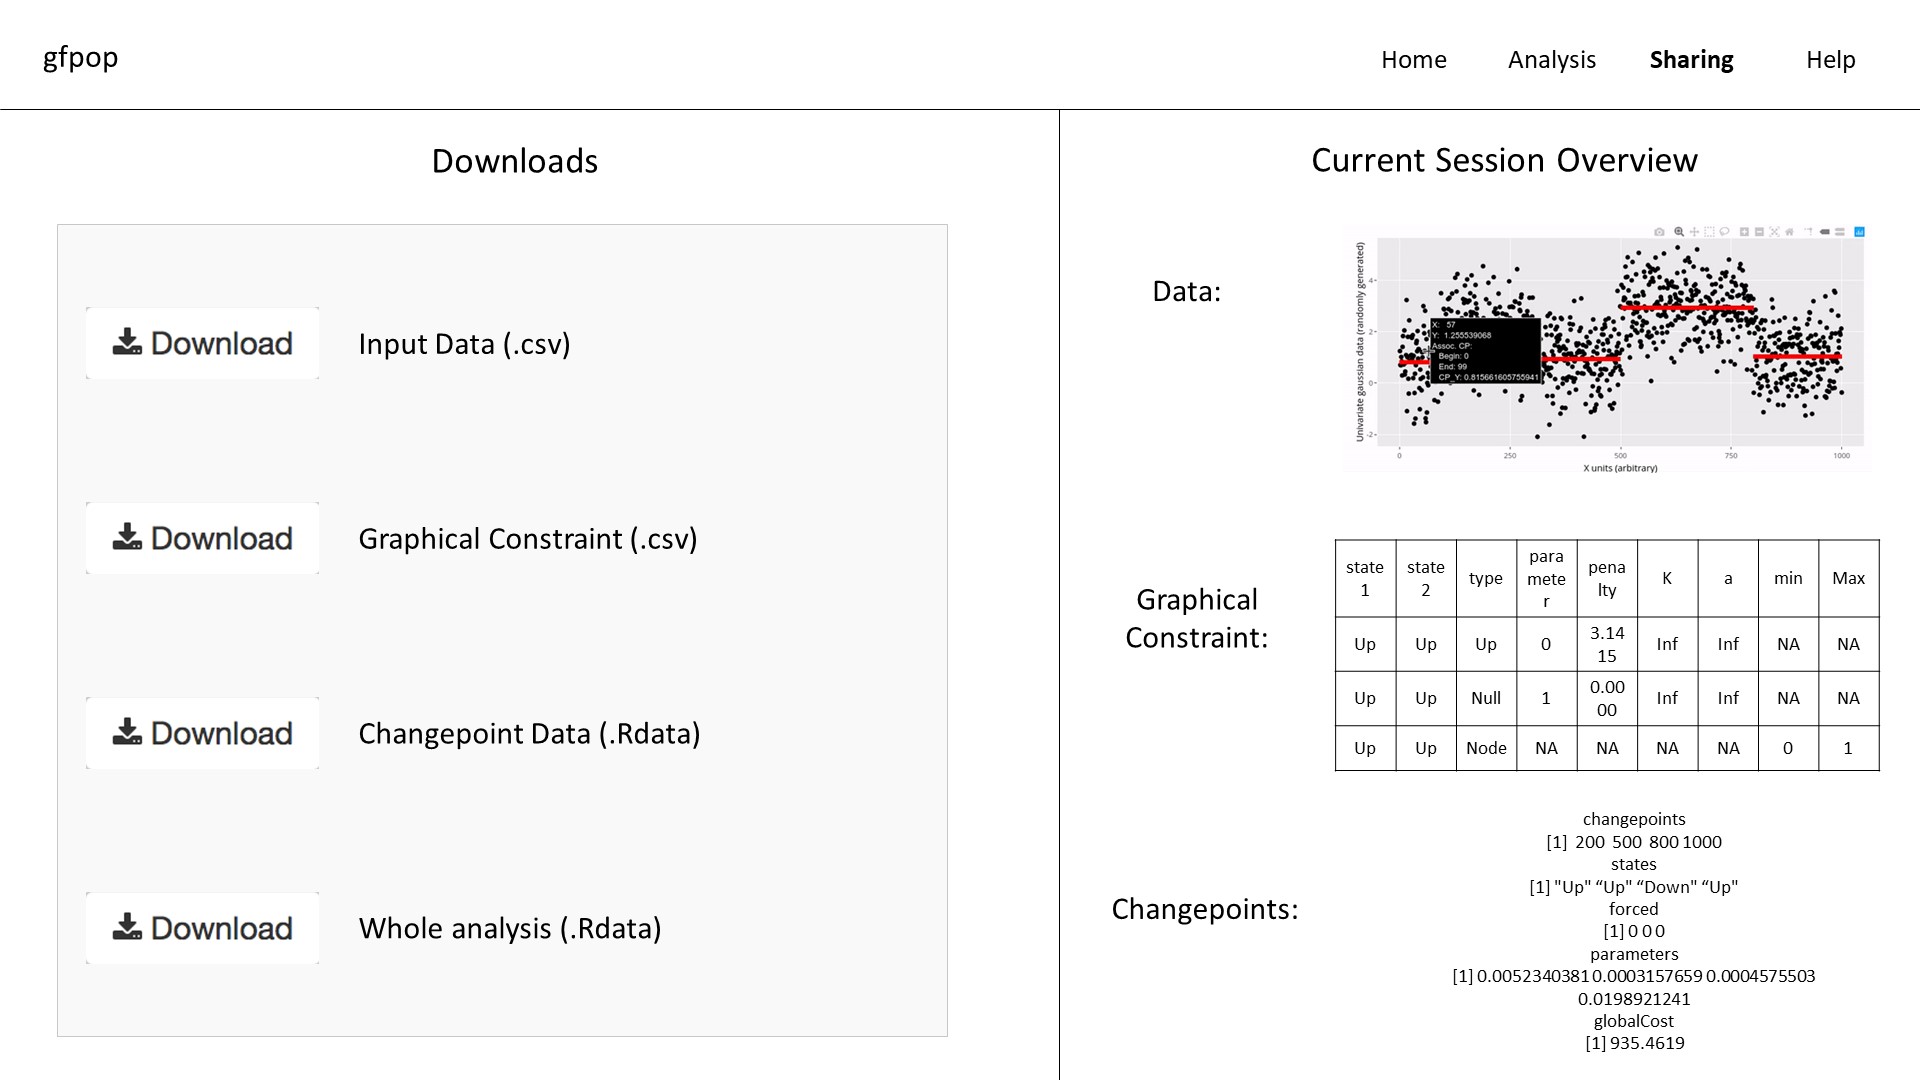 gfpop
Home
Analysis
Sharing
Help
Downloads
Download
Input Data (.csv)
Download
Graphical Constraint (.csv)
Download
Changepoint Data (.Rdata)
Download
Whole analysis (.Rdata)
Current Session Overview
Data:
Univariate gaussian data (randomly generated)
4
2
0
-2
X: 57
Y: 1.255539068
Assoc. CP:
Begin: 0
End: 99
CP_Y: 0.815661605755941
0 250 500 750 1000
X units (arbitrary)
Graphical
Constraint:
state 1 state 2 type parameter penalty K a min Max
Up Up Up 0 3.1415 Inf Inf NA NA
Up Up Null 1 0.0000 Inf Inf NA NA
Up Up Node NA NA NA NA 0 1
Changepoints:
changepoints
[1] 200 500 800 1000
states
[1] "Up" “Up" “Down" “Up"
forced
[1] 0 0 0
parameters
[1] 0.0052340381 0.0003157659 0.0004575503
0.0198921241
globalCost
[1] 935.4619